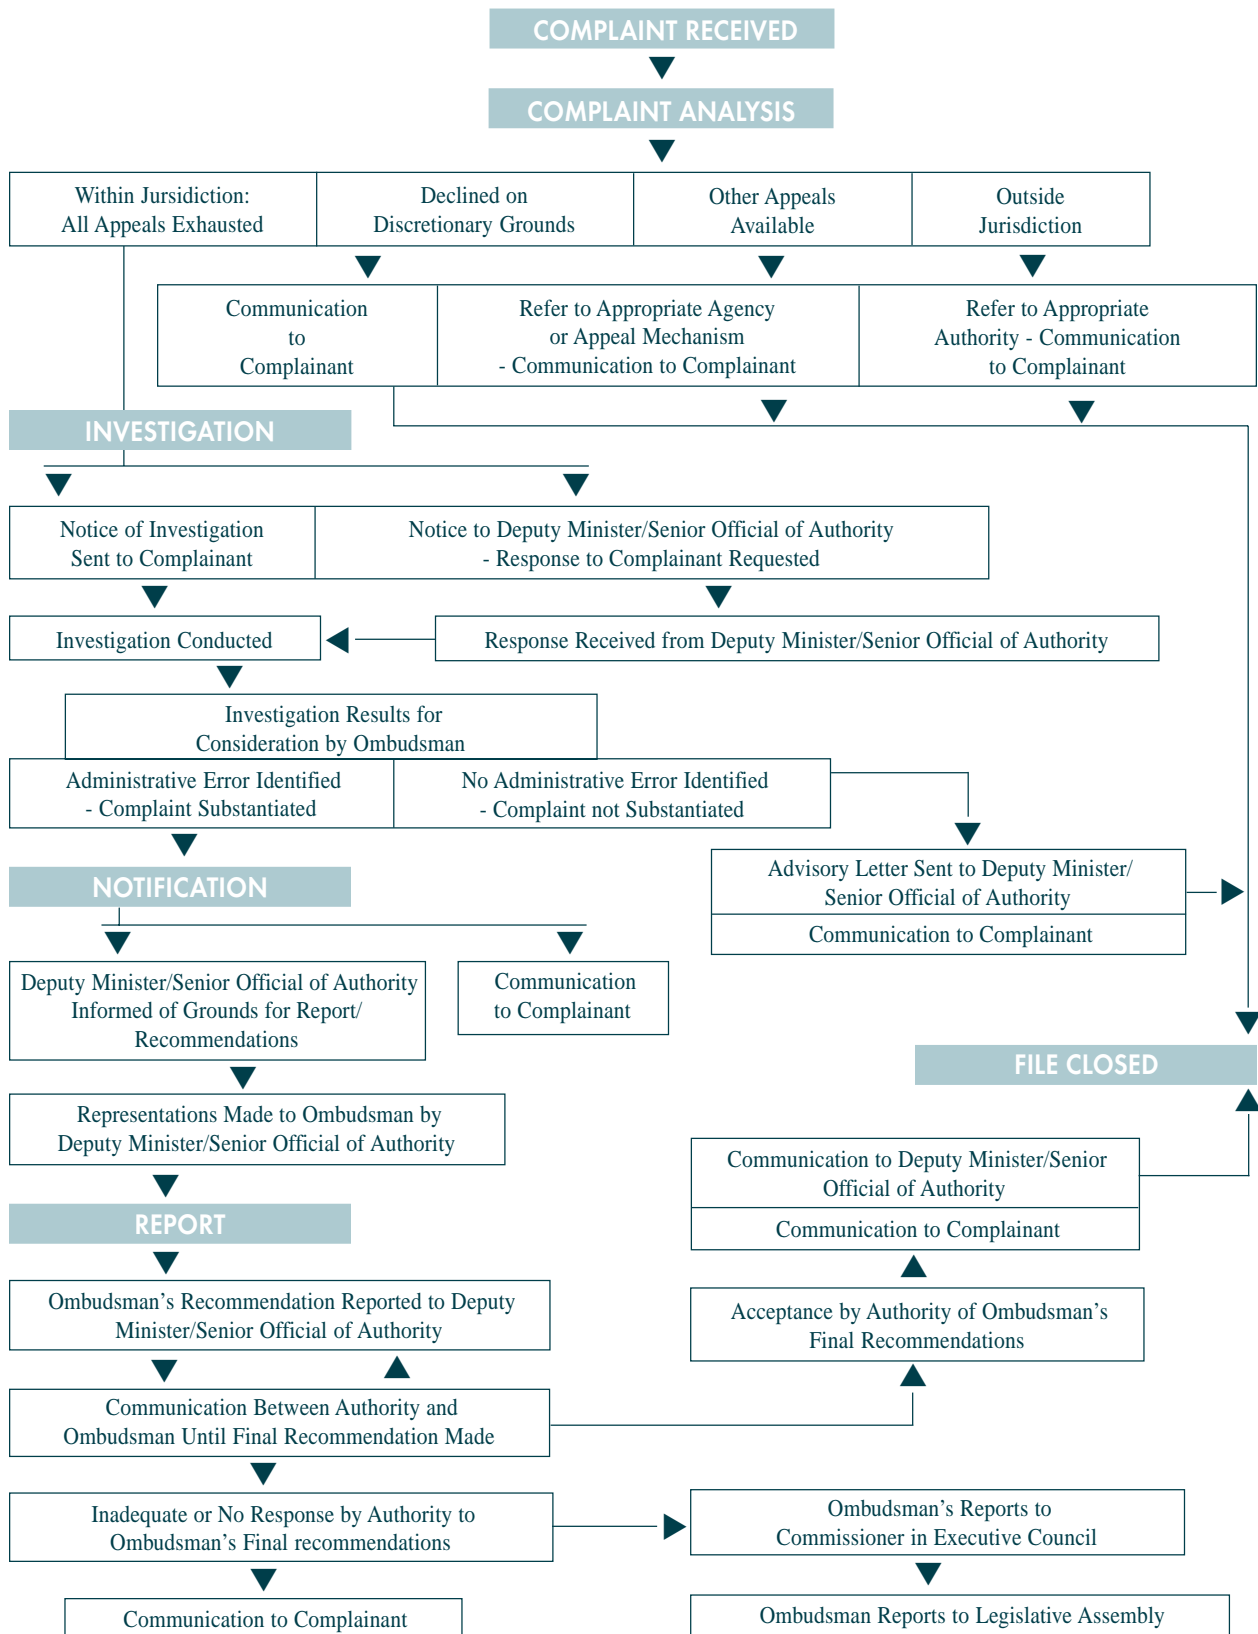 COMPLAINT RECEIVED
COMPLAINT ANALYSIS
Within Jursidiction:
All Appeals Exhausted
Declined on
Discretionary Grounds
Other Appeals
Available
Outside
Jurisdiction
Communication
to
Complainant
Refer to Appropriate Agency
or Appeal Mechanism
- Communication to Complainant
Refer to Appropriate
Authority - Communication
to Complainant
INVESTIGATION
Notice of Investigation
Sent to Complainant
Notice to Deputy Minister/Senior Official of Authority
- Response to Complainant Requested
Investigation Conducted
Response Received from Deputy Minister/Senior Official of Authority
Investigation Results for
Consideration by Ombudsman
Administrative Error Identified
- Complaint Substantiated
No Administrative Error Identified
- Complaint not Substantiated
Advisory Letter Sent to Deputy Minister/
Senior Official of Authority
Communication to Complainant
NOTIFICATION
Deputy Minister/Senior Official of Authority
Informed of Grounds for Report/
Recommendations
Communication
to Complainant
FILE CLOSED
Representations Made to Ombudsman by
Deputy Minister/Senior Official of Authority
Communication to Deputy Minister/Senior
Official of Authority
Communication to Complainant
REPORT
Ombudsman’s Recommendation Reported to Deputy
Minister/Senior Official of Authority
Acceptance by Authority of Ombudsman’s
Final Recommendations
Communication Between Authority and
Ombudsman Until Final Recommendation Made
Inadequate or No Response by Authority to
Ombudsman’s Final recommendations
Ombudsman’s Reports to
Commissioner in Executive Council
Communication to Complainant
Ombudsman Reports to Legislative Assembly